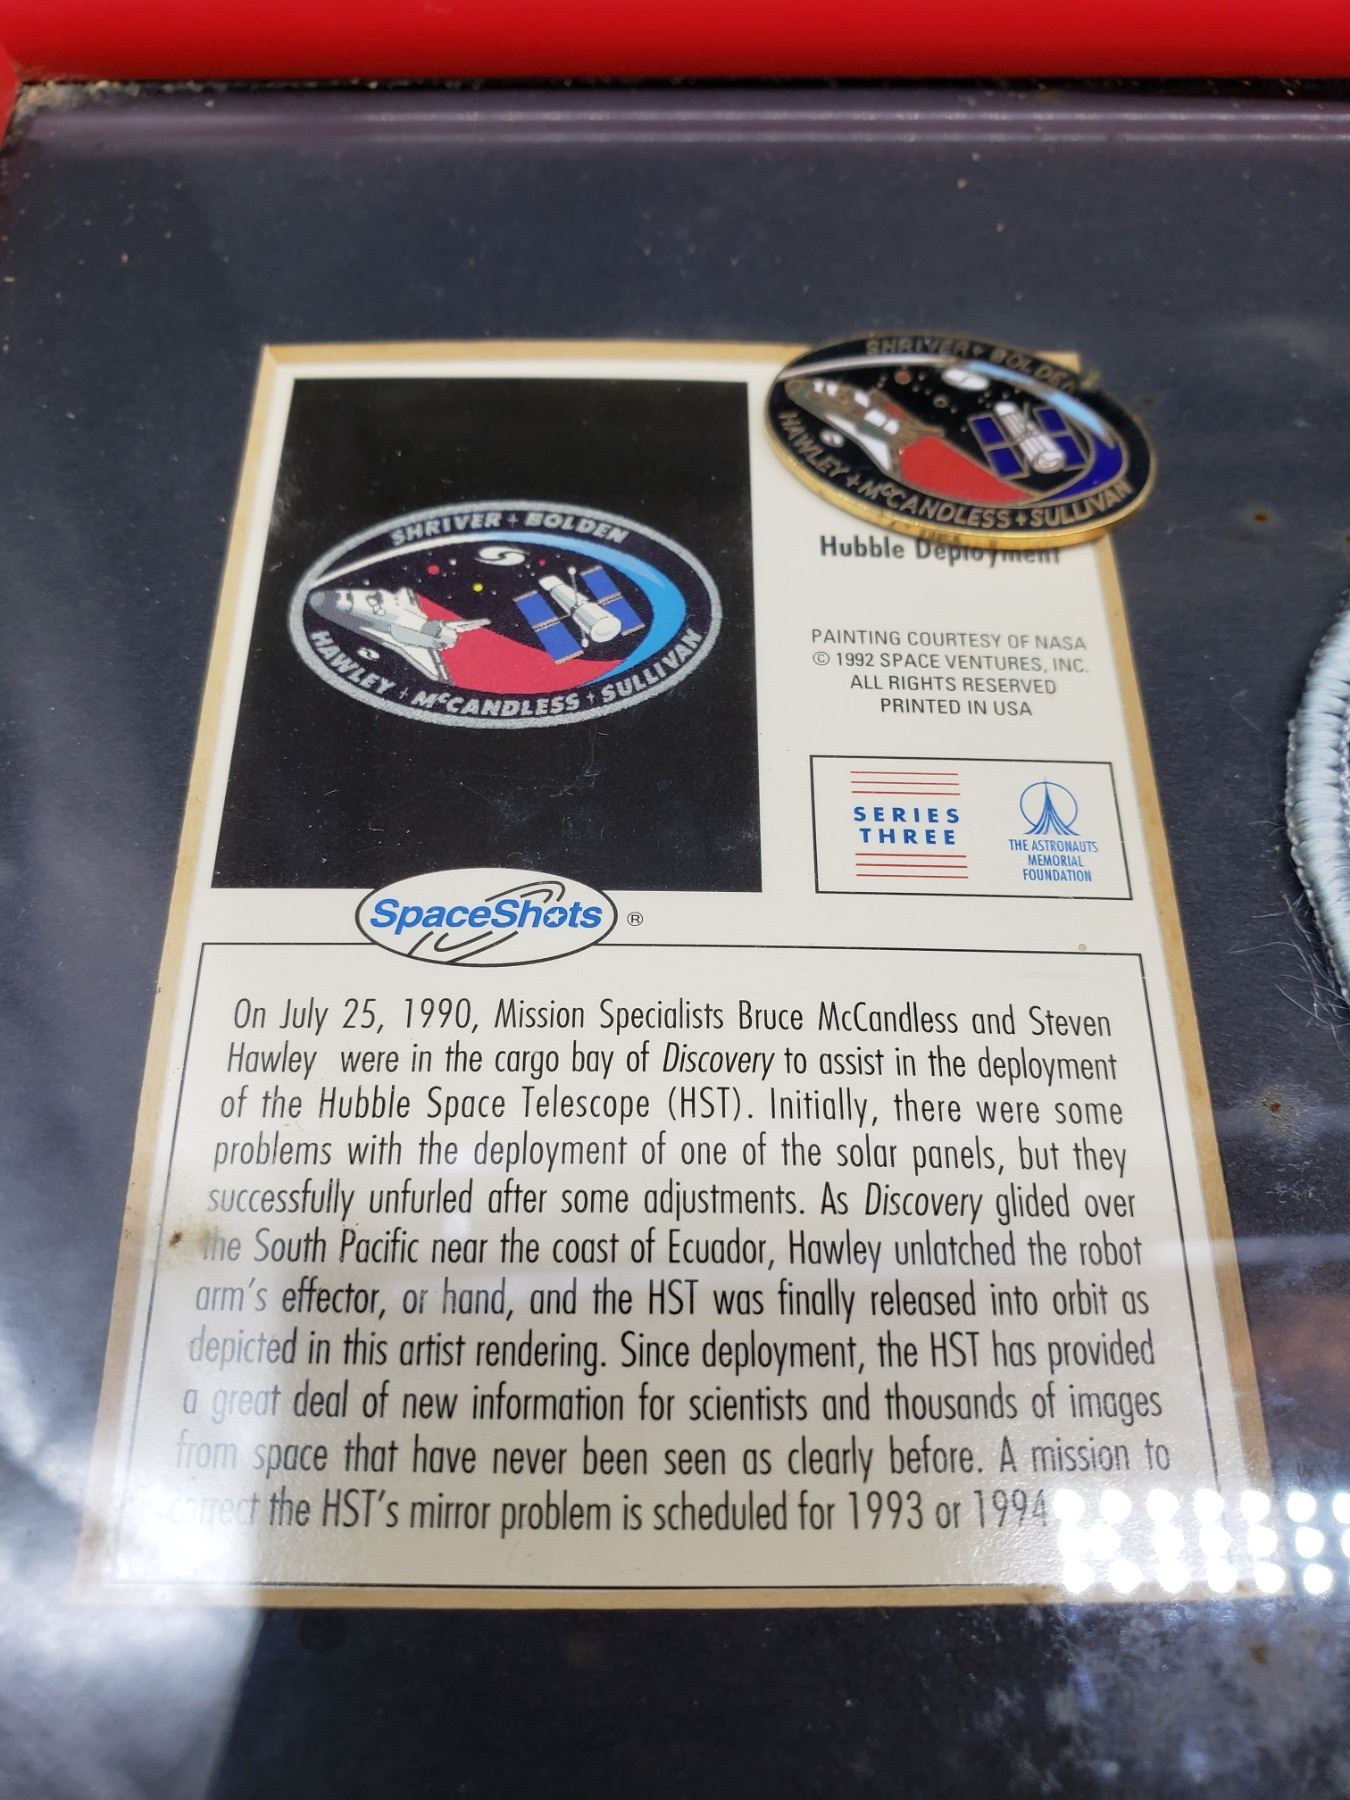 SHRIVER + BOLDEN
HAWLEY + McCANDLESS + SULLIVAN
SHRIVER + BOLDEN
HAWLEY + McCANDLESS + SULLIVAN
Hubble Deployment
PAINTING COURTESY OF NASA
© 1992 SPACE VENTURES, INC.
ALL RIGHTS RESERVED
PRINTED IN USA
SERIES
THREE
THE ASTRONAUTS
MEMORIAL
FOUNDATION
SpaceShots ®
On July 25, 1990, Mission Specialists Bruce McCandless and Steven
Hawley were in the cargo bay of Discovery to assist in the deployment
of the Hubble Space Telescope (HST). Initially, there were some
problems with the deployment of one of the solar panels, but they
successfully unfurled after some adjustments. As Discovery glided over
the South Pacific near the coast of Ecuador, Hawley unlatched the robot
arm's effector, or hand, and the HST was finally released into orbit as
depicted in this artist rendering. Since deployment, the HST has provided
a great deal of new information for scientists and thousands of images
from space that have never been seen as clearly before. A mission to
correct the HST's mirror problem is scheduled for 1993 or 1994